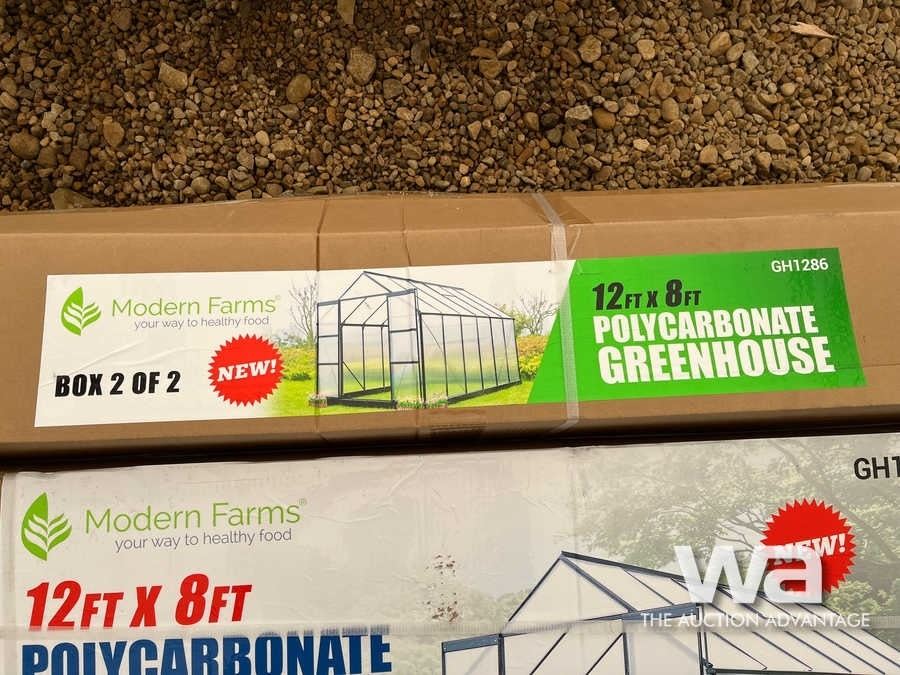 GH1286
Modern Farms®
your way to healthy food
12FT X 8FT
POLYCARBONATE
GREENHOUSE
NEW!
BOX 2 OF 2
GH1
Modern Farms®
your way to healthy food
NEW!
12FT X 8FT
POLYCARBONATE
wa
THE AUCTION ADVANTAGE